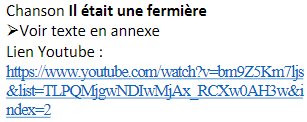 Chanson Il était une fermière
➢Voir texte en annexe
Lien Youtube :
https://www.youtube.com/watch?v=bm9Z5Km7ljs
&list=TLPQMjgwNDIwMjAx_RCXw0AH3w&i
ndex=2